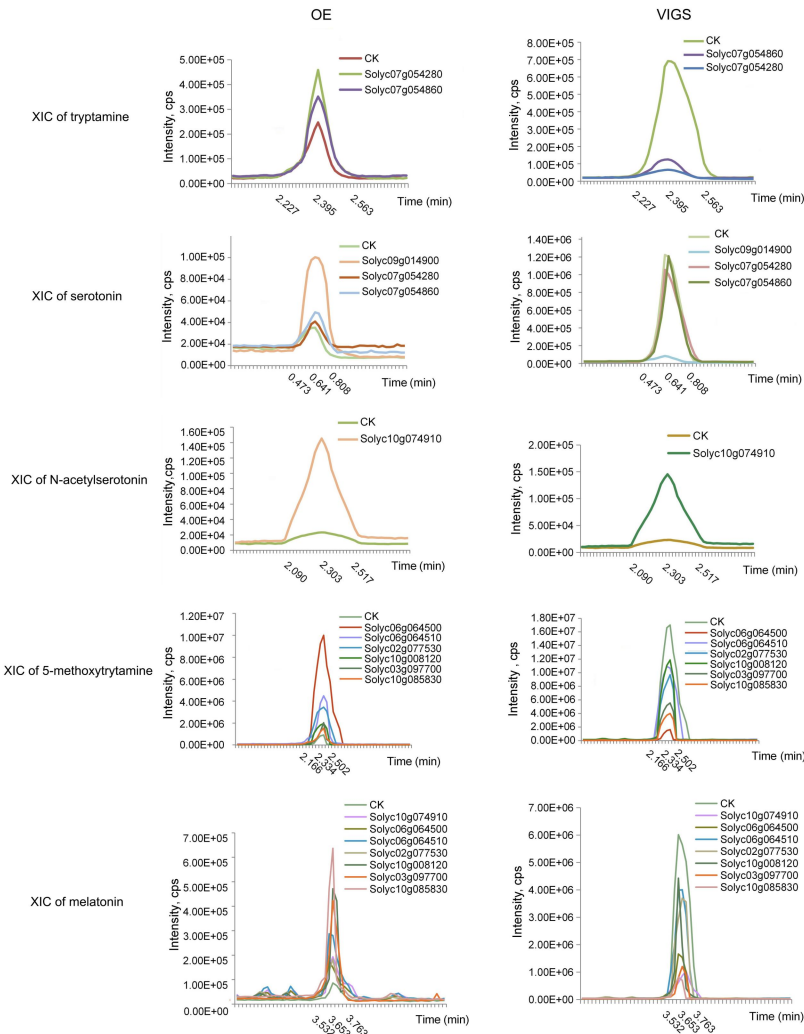 OE
VIGS
XIC of tryptamine
Intensity, cps
5.00E+05
4.00E+05
3.00E+05
2.00E+05
1.00E+05
0.00E+00
CK
Solyc07g054280
Solyc07g054860
2.227
2.395
2.563
Time (min)
Intensity, cps
8.00E+05
7.00E+05
6.00E+05
5.00E+05
4.00E+05
3.00E+05
2.00E+05
1.00E+05
0.00E+00
CK
Solyc07g054860
Solyc07g054280
2.227
2.395
2.563
Time (min)
XIC of serotonin
Intensity, cps
1.00E+05
8.00E+04
6.00E+04
4.00E+04
2.00E+04
0.00E+00
CK
Solyc09g014900
Solyc07g054280
Solyc07g054860
0.473
0.641
0.808
Time (min)
Intensity, cps
1.40E+06
1.20E+06
1.00E+06
8.00E+05
6.00E+05
4.00E+05
2.00E+05
0.00E+00
CK
Solyc09g014900
Solyc07g054280
Solyc07g054860
0.473
0.641
0.808
Time (min)
XIC of N-acetylserotonin
Intensity,cps
1.60E+05
1.40E+05
1.20E+05
1.00E+05
8.00E+04
6.00E+04
4.00E+04
2.00E+04
0.00E+00
CK
Solyc10g074910
2.090
2.303
2.517
Time (min)
Intensity, cps
2.00E+05
1.50E+05
1.00E+05
5.00E+04
0.00E+00
CK
Solyc10g074910
2.090
2.303
2.517
Time (min)
XIC of 5-methoxytrytamine
Intensity, cps
1.20E+07
1.00E+07
8.00E+06
6.00E+06
4.00E+06
2.00E+06
0.00E+00
CK
Solyc06g064500
Solyc06g064510
Solyc02g077530
Solyc10g008120
Solyc03g097700
Solyc10g085830
2.166
2.334
2.502
Time (min)
Intensity, cps
1.80E+07
1.60E+07
1.40E+07
1.20E+07
1.00E+07
8.00E+06
6.00E+06
4.00E+06
2.00E+06
0.00E+00
CK
Solyc06g064500
Solyc06g064510
Solyc02g077530
Solyc10g008120
Solyc03g097700
Solyc10g085830
2.166
2.334
2.502
Time (min)
XIC of melatonin
Intensity, cps
7.00E+05
6.00E+05
5.00E+05
4.00E+05
3.00E+05
2.00E+05
1.00E+05
0.00E+00
CK
Solyc10g074910
Solyc06g064500
Solyc06g064510
Solyc02g077530
Solyc10g008120
Solyc03g097700
Solyc10g085830
3.532
3.653
3.763
Time (min)
Intensity, cps
7.00E+06
6.00E+06
5.00E+06
4.00E+06
3.00E+06
2.00E+06
1.00E+06
0.00E+00
CK
Solyc10g074910
Solyc06g064500
Solyc06g064510
Solyc02g077530
Solyc10g008120
Solyc03g097700
Solyc10g085830
3.532
3.653
3.763
Time (min)